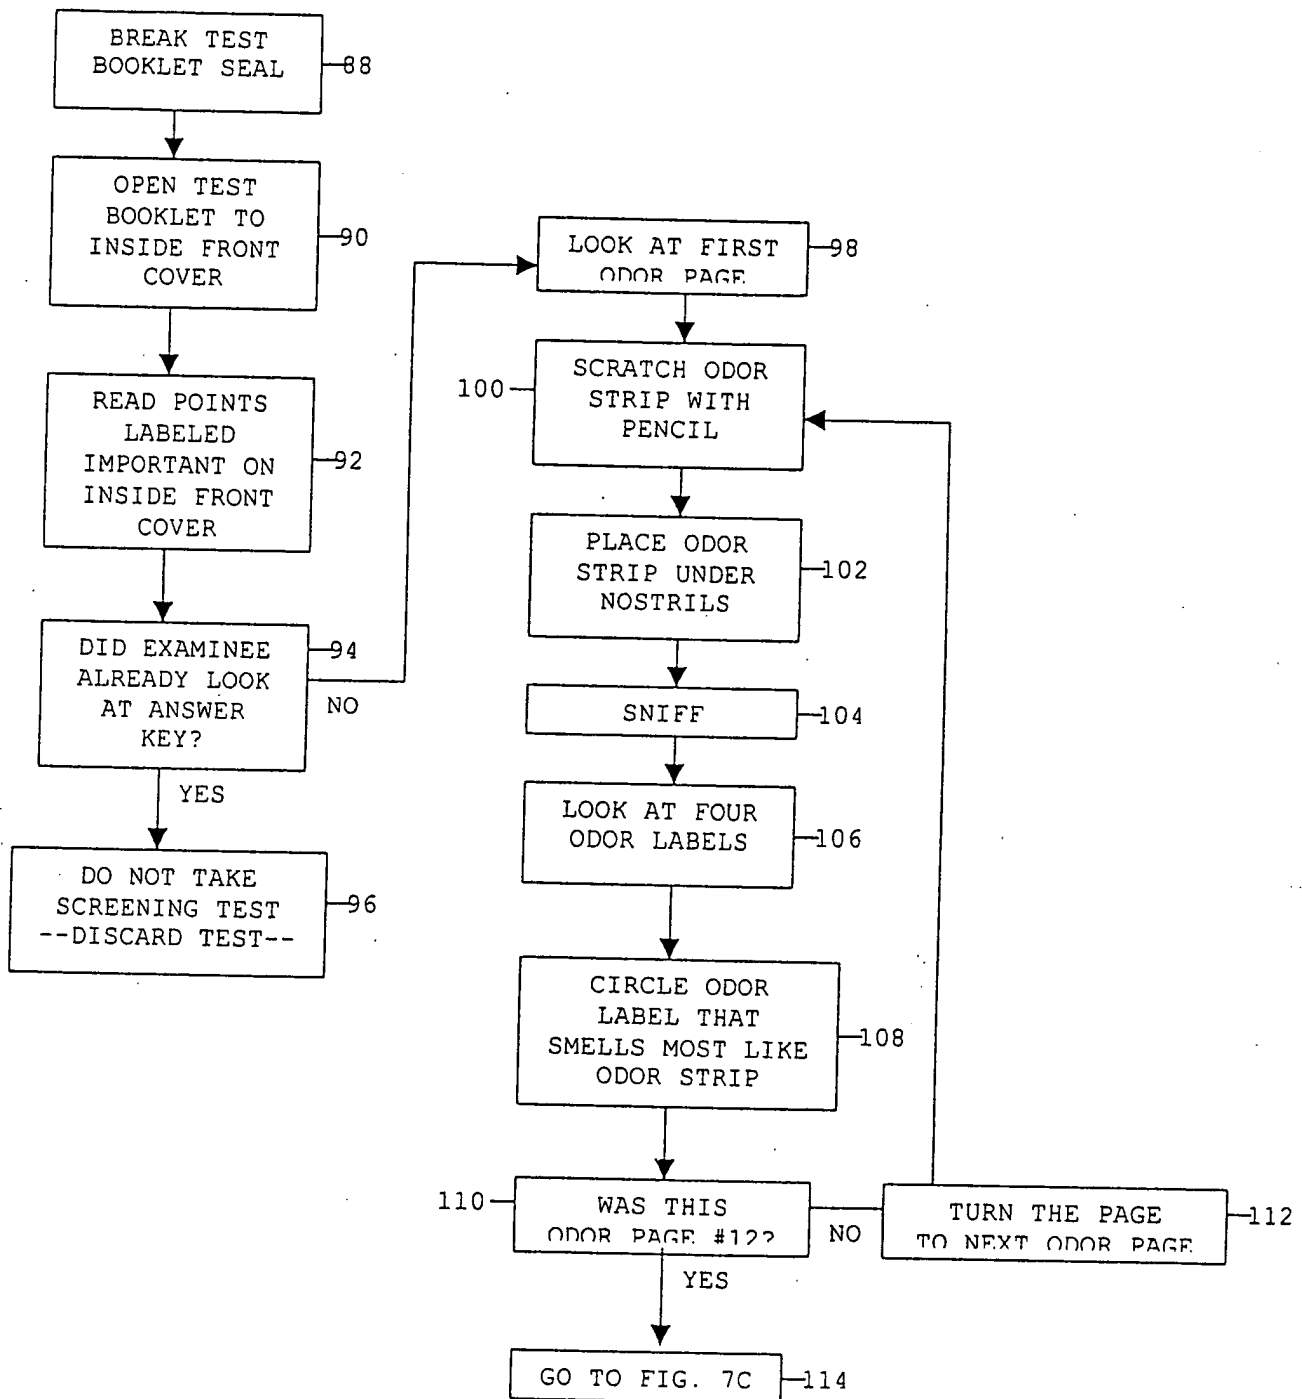 BREAK TEST
BOOKLET SEAL
88
OPEN TEST
BOOKLET TO
INSIDE FRONT
COVER
90
READ POINTS
LABELED
IMPORTANT ON
INSIDE FRONT
COVER
92
DID EXAMINEE
ALREADY LOOK
AT ANSWER
KEY?
94
NO
YES
DO NOT TAKE
SCREENING TEST
--DISCARD TEST--
96
LOOK AT FIRST
ODOR PAGE
98
100
SCRATCH ODOR
STRIP WITH
PENCIL
PLACE ODOR
STRIP UNDER
NOSTRILS
102
SNIFF
104
LOOK AT FOUR
ODOR LABELS
106
CIRCLE ODOR
LABEL THAT
SMELLS MOST LIKE
ODOR STRIP
108
110
WAS THIS
ODOR PAGE #12?
NO
TURN THE PAGE
TO NEXT ODOR PAGE
112
YES
GO TO FIG. 7C
114